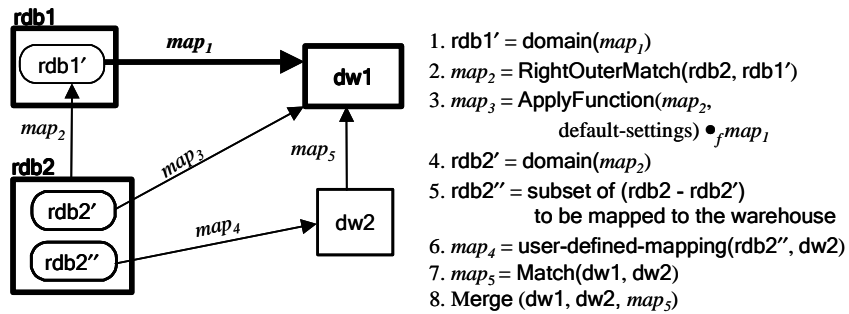 rdb1
rdb1′
map₁
dw1
map₂
map₃
map₅
rdb2
rdb2′
map₄
dw2
rdb2′′
1. rdb1′ = domain(map₁)
2. map₂ = RightOuterMatch(rdb2, rdb1′)
3. map₃ = ApplyFunction(map₂,
default-settings) •f map₁
4. rdb2′ = domain(map₂)
5. rdb2′′ = subset of (rdb2 - rdb2′)
to be mapped to the warehouse
6. map₄ = user-defined-mapping(rdb2′′, dw2)
7. map₅ = Match(dw1, dw2)
8. Merge (dw1, dw2, map₅)